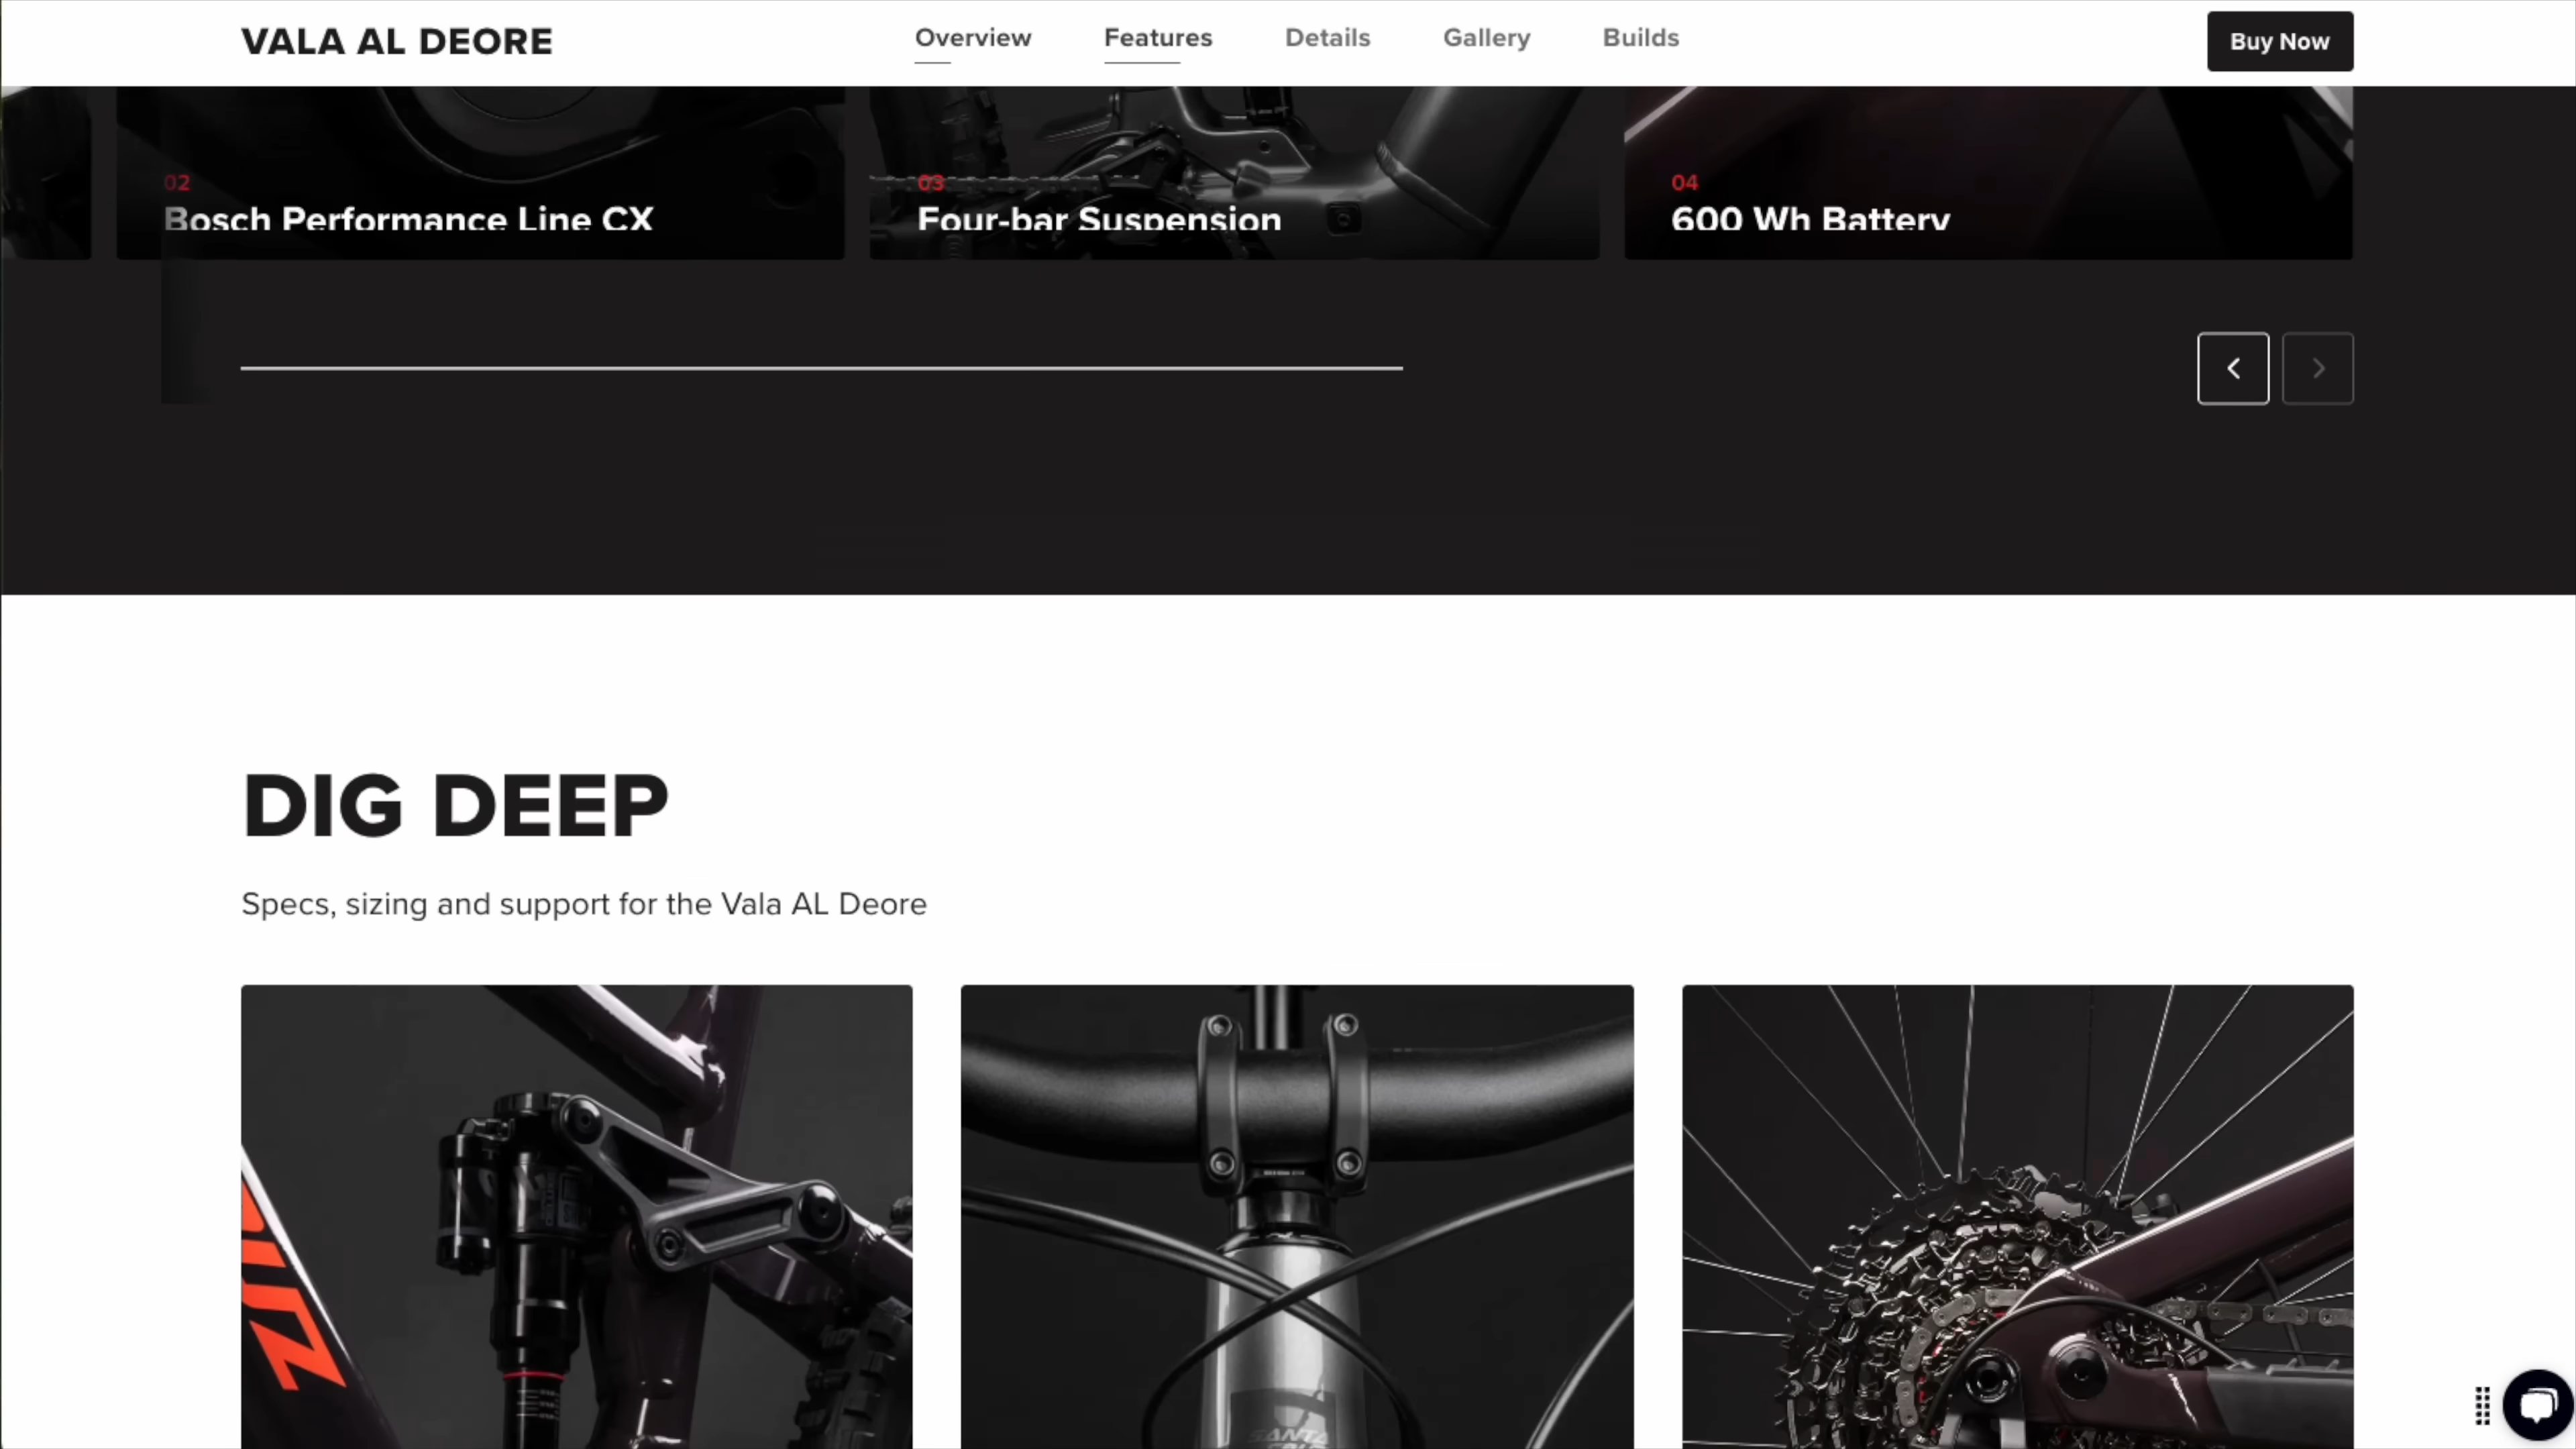 VALA AL DEORE
Overview
Features
Details
Gallery
Builds
Buy Now
02
Bosch Performance Line CX
03
Four-bar Suspension
04
600 Wh Battery
DIG DEEP
Specs, sizing and support for the Vala AL Deore
SANTA